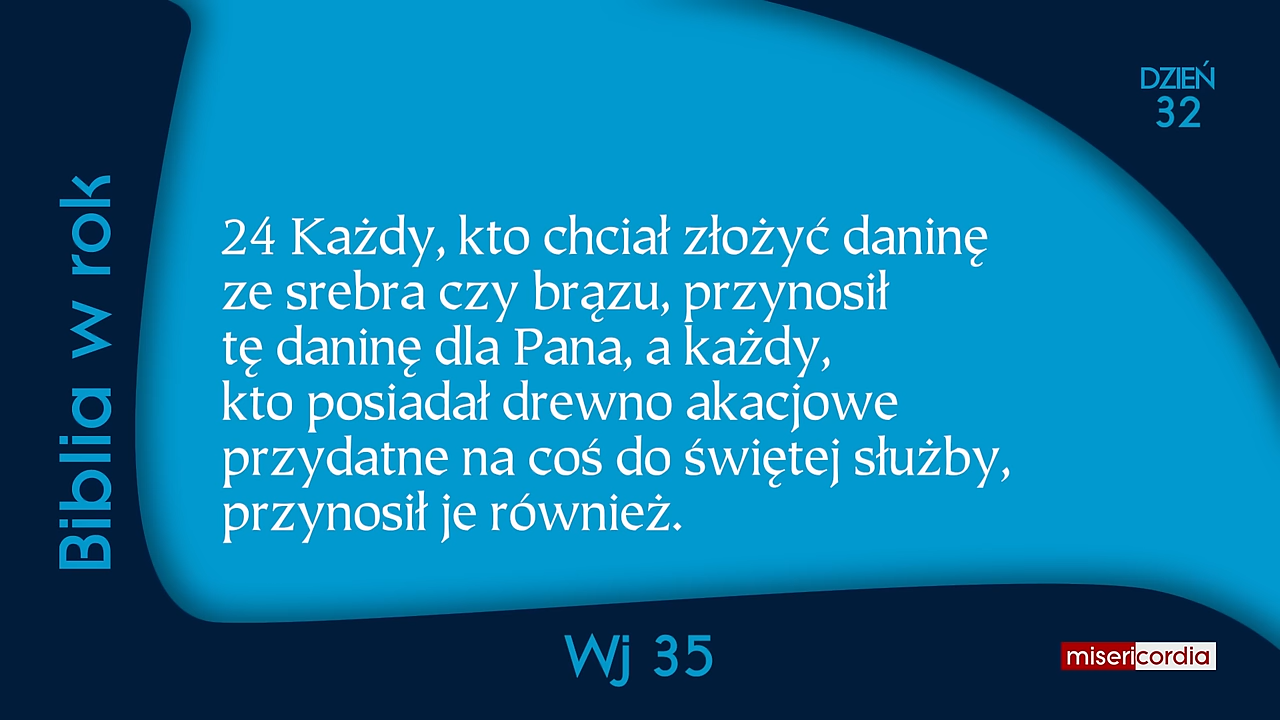 DZIEŃ
32
Biblia w rok
24 Każdy, kto chciał złożyć daninę
ze srebra czy brązu, przynosił
tę daninę dla Pana, a każdy,
kto posiadał drewno akacjowe
przydatne na coś do świętej służby,
przynosił je również.
Wj 35
misericordia